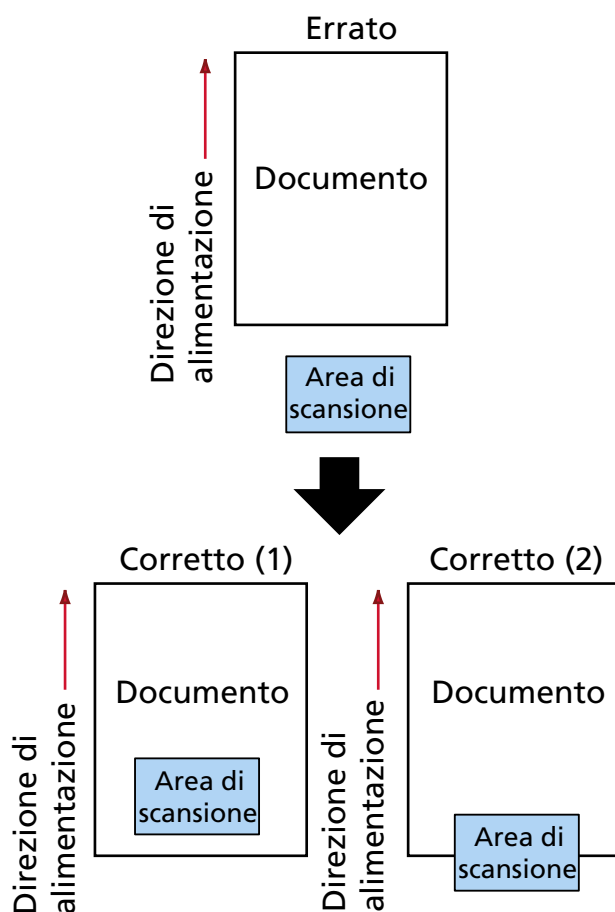 Errato
Direzione di
alimentazione
Documento
Area di
scansione
Corretto (1)
Direzione di
alimentazione
Documento
Area di
scansione
Corretto (2)
Direzione di
alimentazione
Documento
Area di
scansione